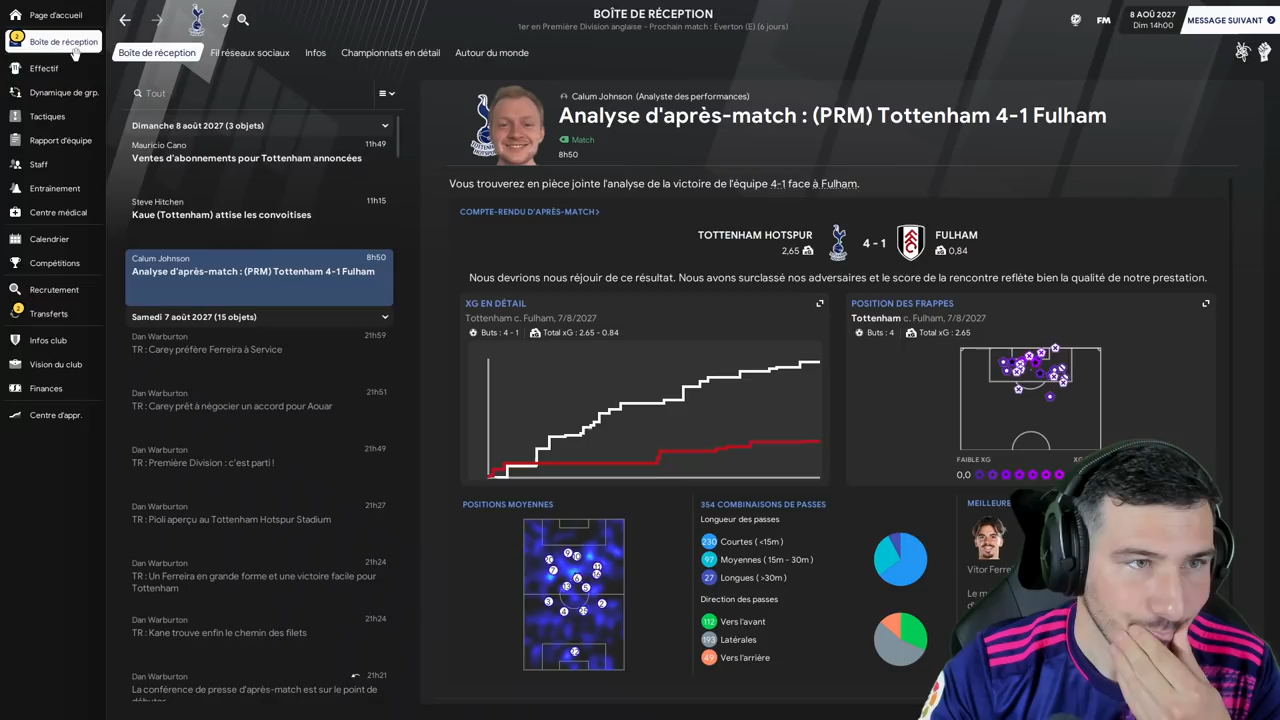 Page d'accueil
2
Boîte de réception
Effectif
Dynamique de grp.
Tactiques
Rapport d'équipe
Staff
Entraînement
Centre médical
Calendrier
Compétitions
Recrutement
2
Transferts
Infos club
Vision du club
Finances
Centre d'appr.
BOÎTE DE RÉCEPTION
1er en Première Division anglaise - Prochain match : Everton (E) (6 jours)
FM
8 AOÛ 2027
Dim 14h00
MESSAGE SUIVANT
Boîte de réception
Fil réseaux sociaux
Infos
Championnats en détail
Autour du monde
Tout
Dimanche 8 août 2027 (3 objets)
Mauricio Cano
11h49
Ventes d'abonnements pour Tottenham annoncées
Steve Hitchen
11h15
Kaue (Tottenham) attise les convoitises
Calum Johnson
8h50
Analyse d'après-match : (PRM) Tottenham 4-1 Fulham
Samedi 7 août 2027 (15 objets)
Dan Warburton
21h59
TR : Carey préfère Ferreira à Service
Dan Warburton
21h51
TR : Carey prêt à négocier un accord pour Aouar
Dan Warburton
21h49
TR : Première Division : c'est parti !
Dan Warburton
21h27
TR : Pioli aperçu au Tottenham Hotspur Stadium
Dan Warburton
21h24
TR : Un Ferreira en grande forme et une victoire facile pour
Tottenham
Dan Warburton
21h24
TR : Kane trouve enfin le chemin des filets
Dan Warburton
21h21
La conférence de presse d'après-match est sur le point de
débuter
TOTTENHAM
HOTSPUR
Calum Johnson (Analyste des performances)
Analyse d'après-match : (PRM) Tottenham 4-1 Fulham
Match
8h50
Vous trouverez en pièce jointe l'analyse de la victoire de l'équipe 4-1 face à Fulham.
COMPTE-RENDU D'APRÈS-MATCH >
TOTTENHAM HOTSPUR
2,65
4 - 1
FULHAM
0,84
Nous devrions nous réjouir de ce résultat. Nous avons surclassé nos adversaires et le score de la rencontre reflète bien la qualité de notre prestation.
XG EN DÉTAIL
Tottenham c. Fulham, 7/8/2027
Buts : 4 - 1
Total xG : 2.65 - 0.84
POSITION DES FRAPPES
Tottenham c. Fulham, 7/8/2027
Buts : 4
Total xG : 2.65
FAIBLE XG
0,0
POSITIONS MOYENNES
354 COMBINAISONS DE PASSES
Longueur des passes
230 Courtes ( <15m )
97 Moyennes ( 15m - 30m )
27 Longues ( >30m )
Direction des passes
112 Vers l'avant
193 Latérales
49 Vers l'arrière
MEILLEURE
Vitor Ferre
Le m